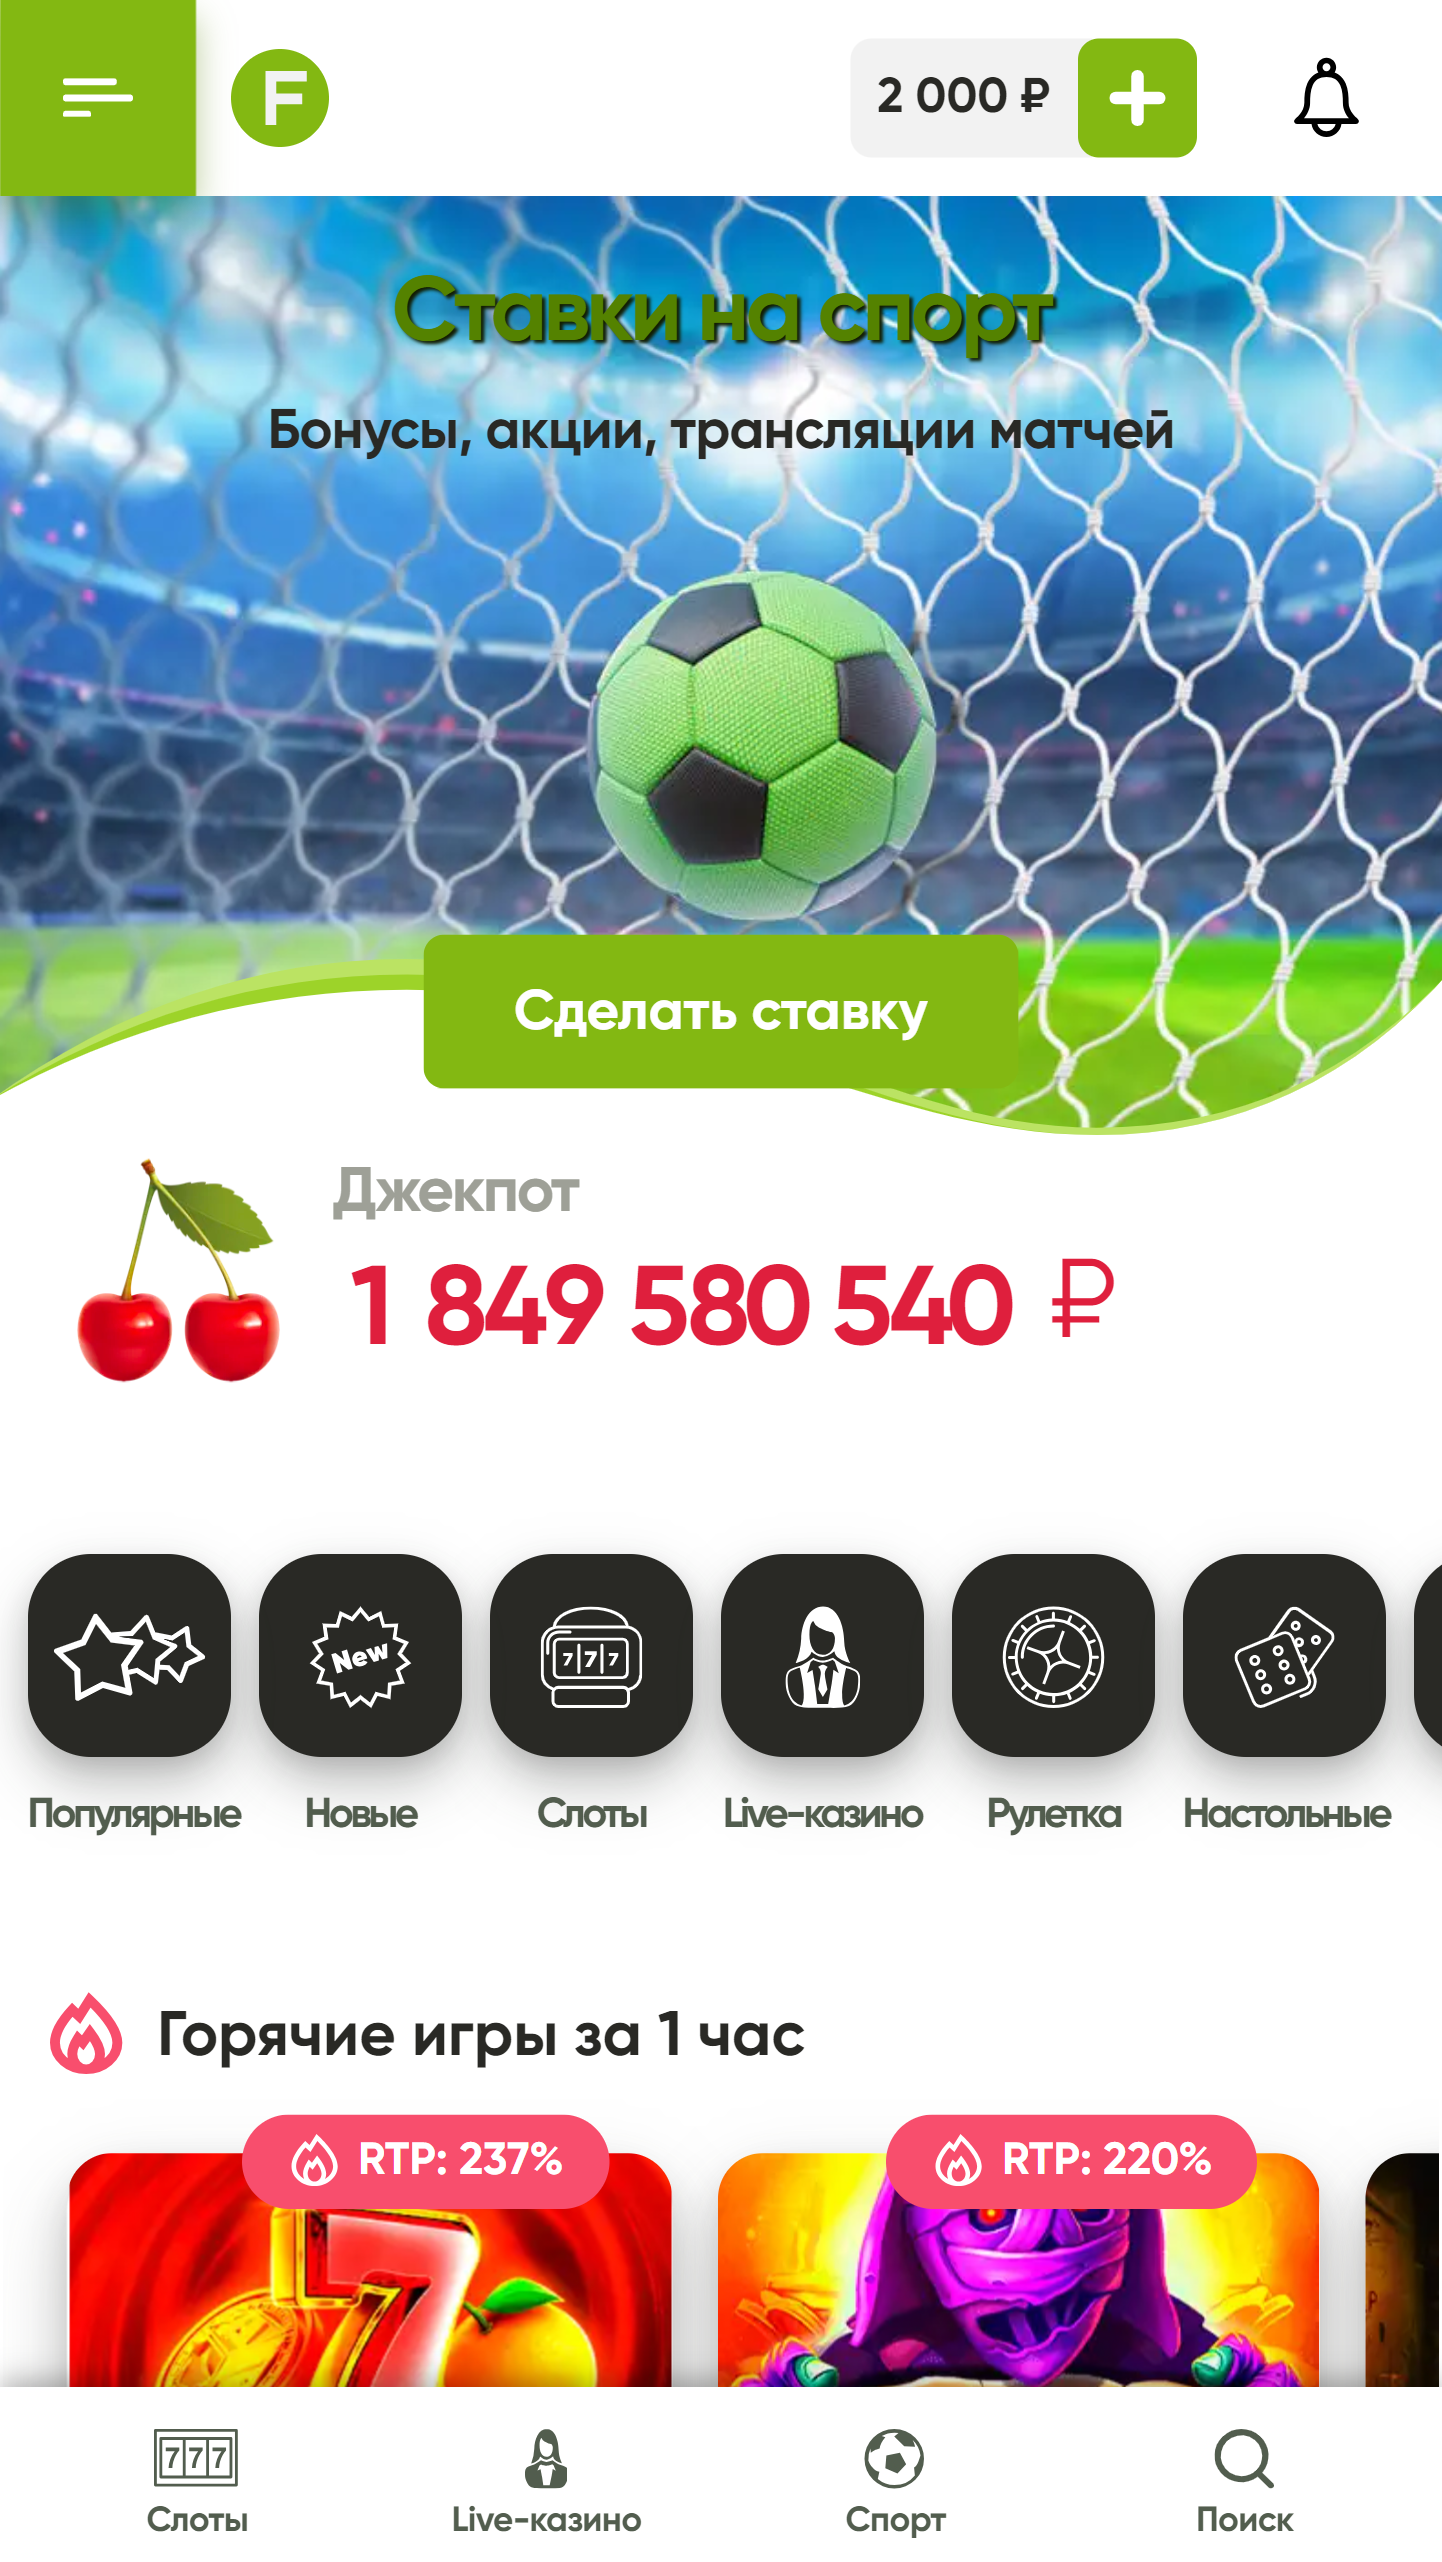 F
2 000 ₽
Ставки на спорт
Бонусы, акции, трансляции матчей
Сделать ставку
Джекпот
1 849 580 540 ₽
New
7 7 7
Популярные Новые Слоты Live-казино Рулетка Настольные
Горячие игры за 1 час
RTP: 237% RTP: 220%
7
777
Слоты Live-казино Спорт Поиск